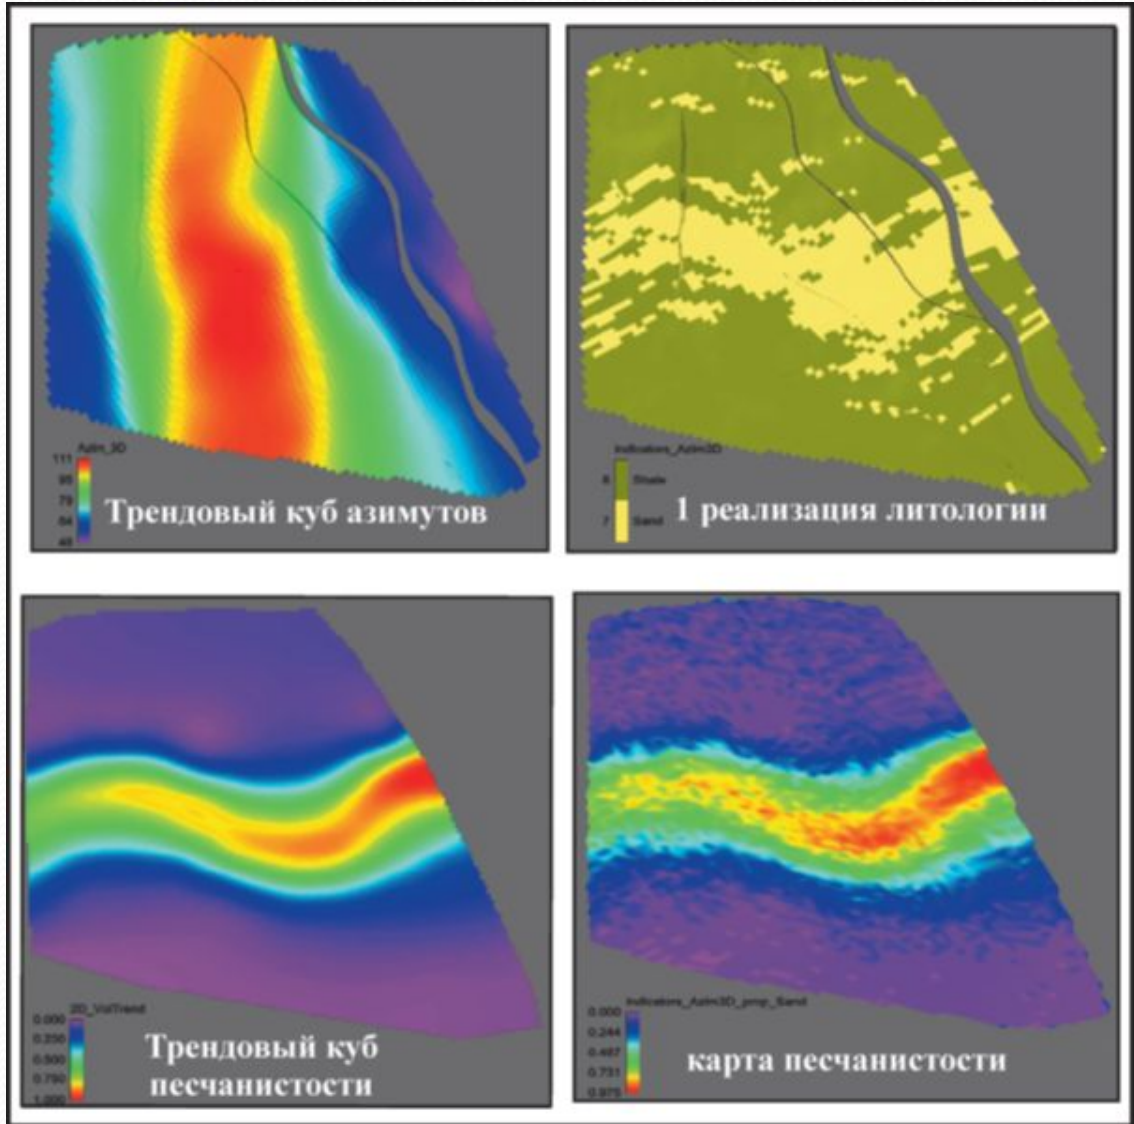 Azim_3D
111
95
79
64
48
Трендовый куб азимутов
Indicators_Azim3D
8 Shale
7 Sand
1 реализация литологии
2D_VolTrend
0.000
0.250
0.500
0.750
1.000
Трендовый куб
песчанистости
Indicators_Azim3D_prop_Sand
0.000
0.244
0.487
0.731
0.975
карта песчанистости